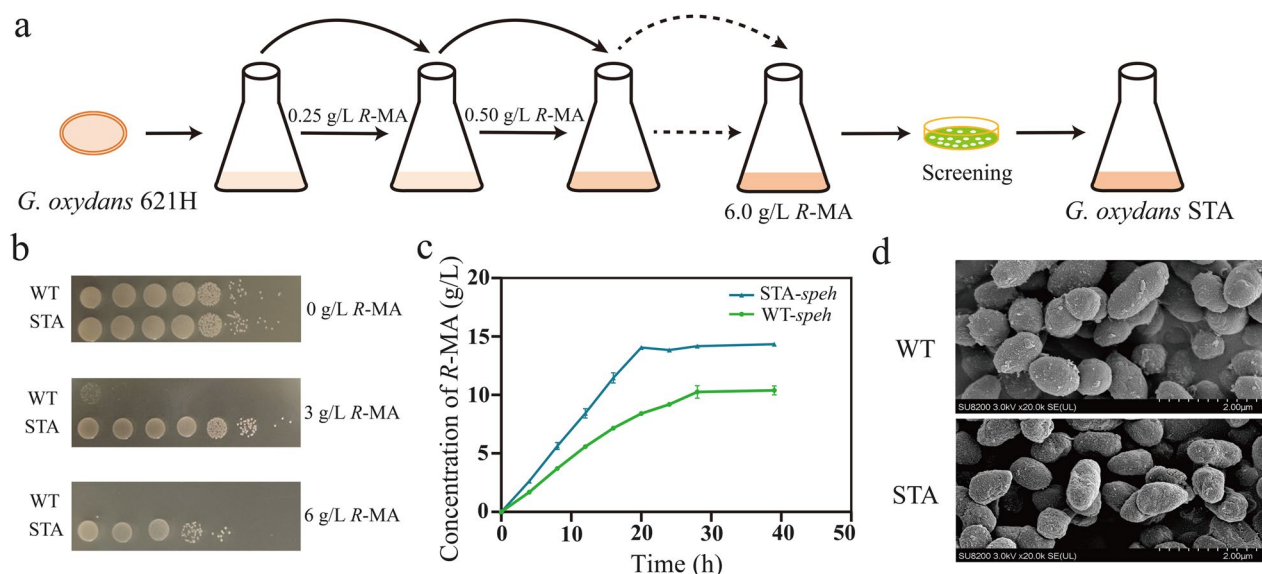 a
0.25 g/L R-MA
0.50 g/L R-MA
G. oxydans 621H
6.0 g/L R-MA
Screening
G. oxydans STA
b
WT
STA
0 g/L R-MA
WT
STA
3 g/L R-MA
WT
STA
6 g/L R-MA
c
Concentration of R-MA (g/L)
20
15
10
5
0
STA-speh
WT-speh
0 10 20 30 40 50
Time (h)
d
WT
SU8200 3.0kV x20.0k SE(UL) 2.00µm
STA
SU8200 3.0kV x20.0k SE(UL) 2.00µm